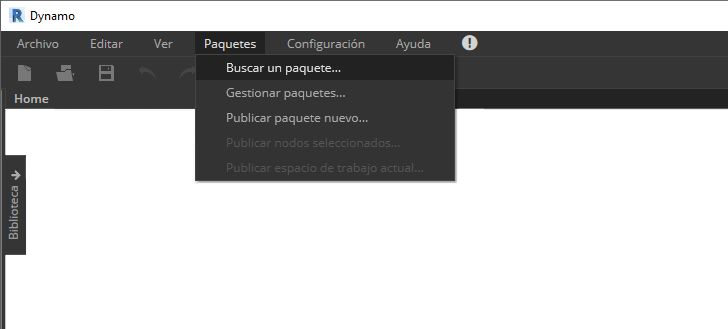 Dynamo
Archivo Editar Ver Paquetes Configuración Ayuda
Buscar un paquete...
Gestionar paquetes...
Home
Publicar paquete nuevo...
Publicar nodos seleccionados...
Publicar espacio de trabajo actual...
Biblioteca